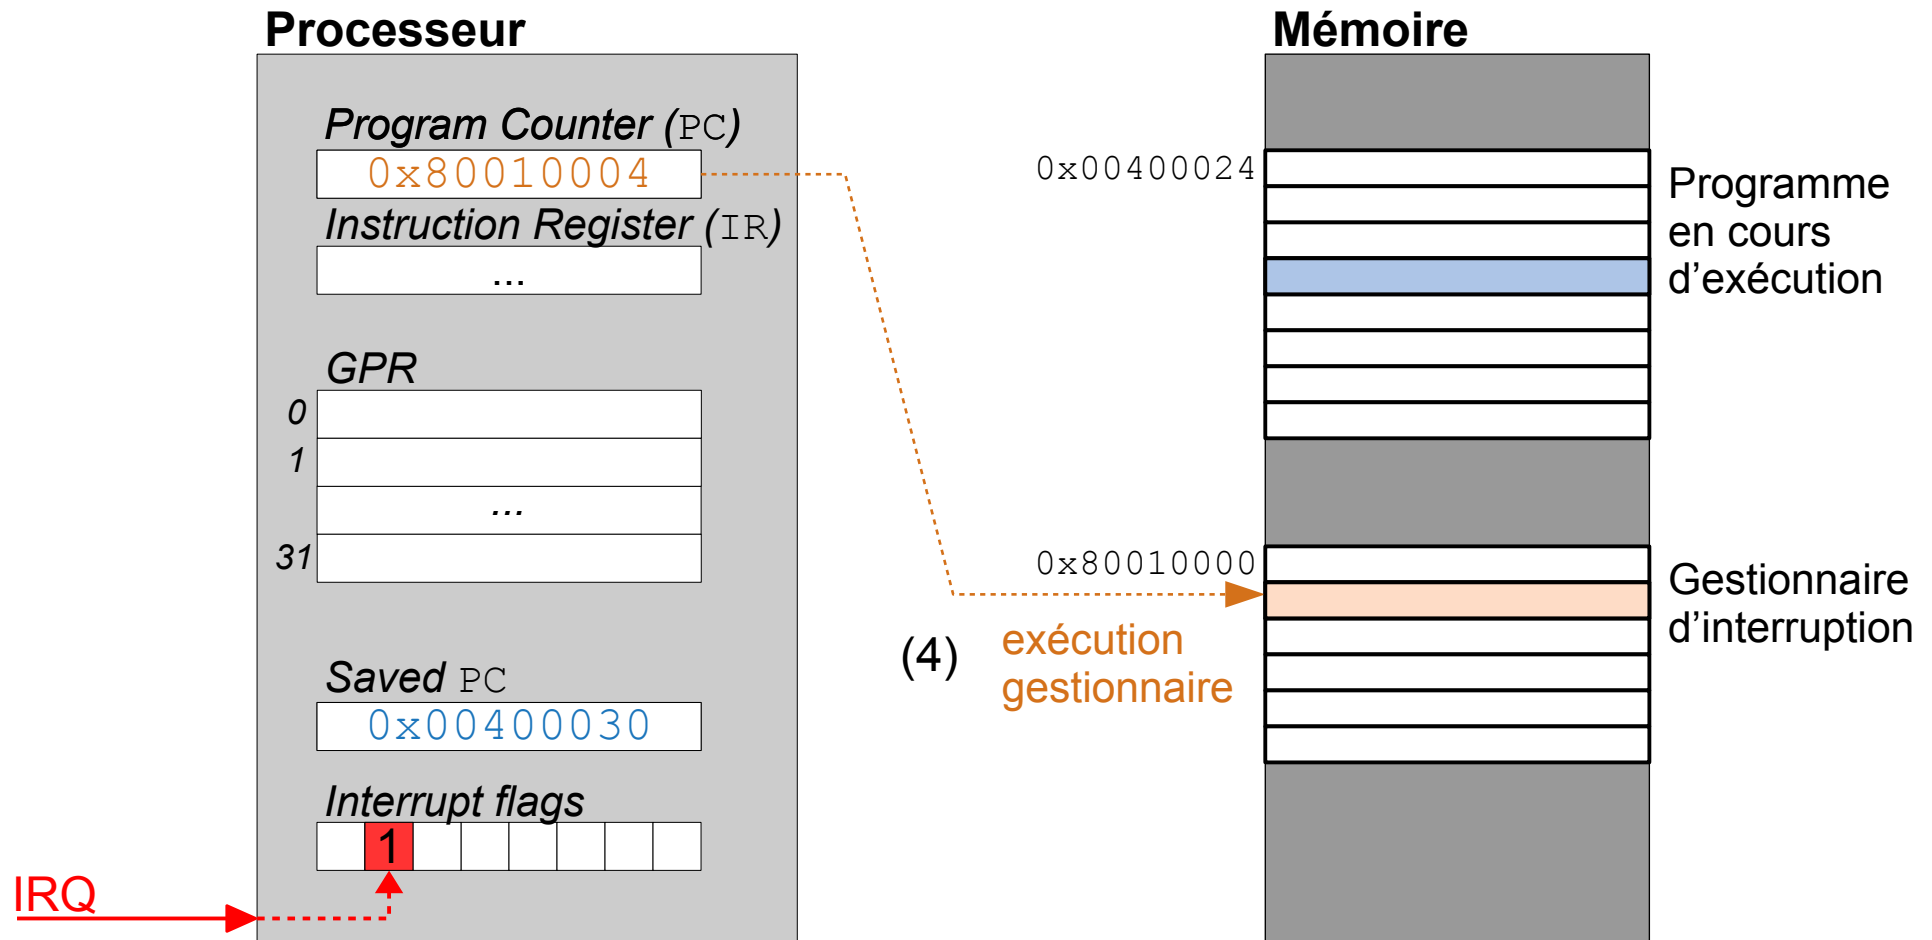 Processeur
Program Counter (PC)
0x80010004
Instruction Register (IR)
...
GPR
0
1
...
31
Saved PC
0x00400030
Interrupt flags
1
IRQ
(4)
exécution
gestionnaire
Mémoire
0x00400024
Programme
en cours
d'exécution
0x80010000
Gestionnaire
d'interruption